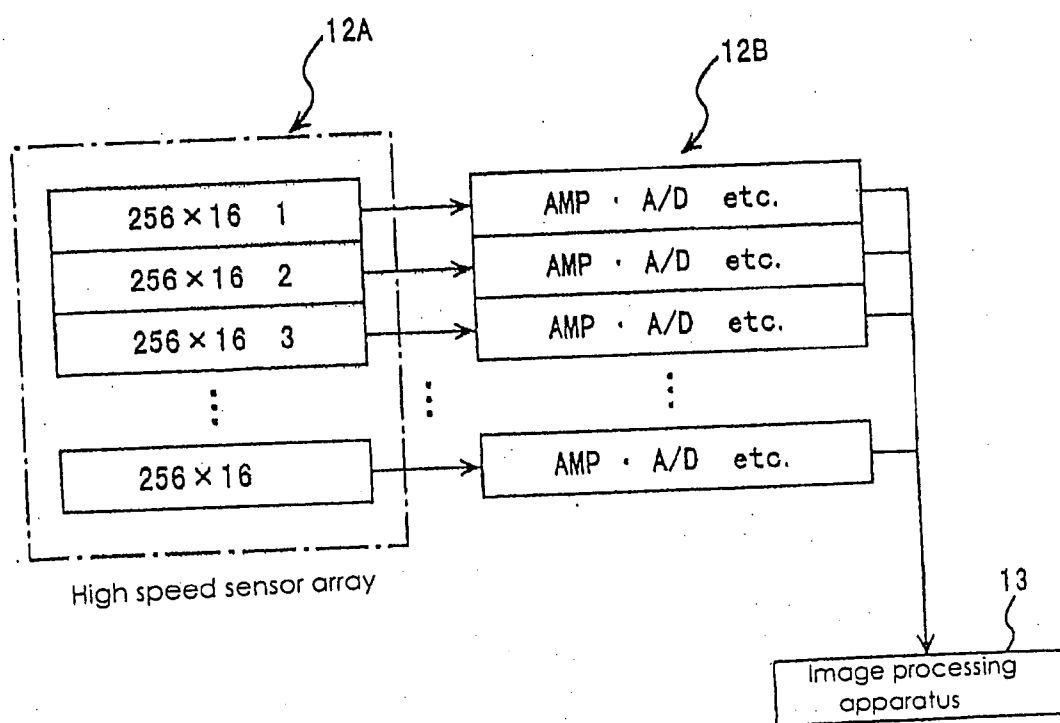 12A
12B
256×16 1
AMP · A/D etc.
256×16 2
AMP · A/D etc.
256×16 3
AMP · A/D etc.
256×16
AMP · A/D etc.
High speed sensor array
13
Image processing
apparatus